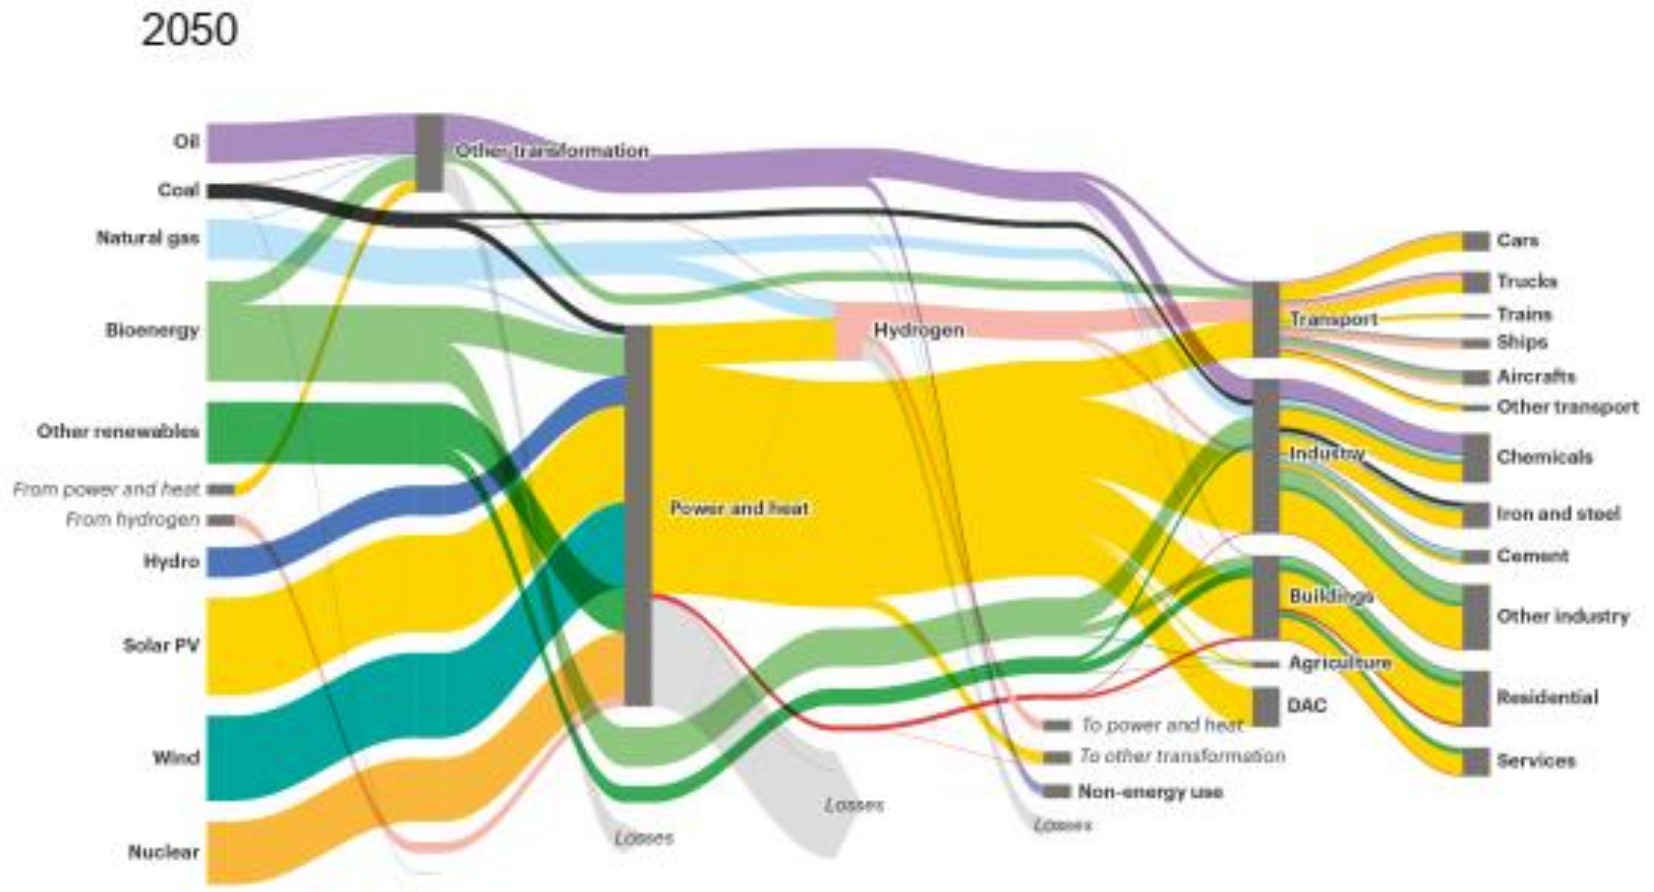 2050
Oil
Coal
Natural gas
Bioenergy
Other renewables
From power and heat
From hydrogen
Hydro
Solar PV
Wind
Nuclear
Other transformation
Losses
Power and heat
Losses
Hydrogen
To power and heat
To other transformation
Non-energy use
Losses
Transport
Industry
Buildings
Agriculture
DAC
Cars
Trucks
Trains
Ships
Aircrafts
Other transport
Chemicals
Iron and steel
Cement
Other industry
Residential
Services